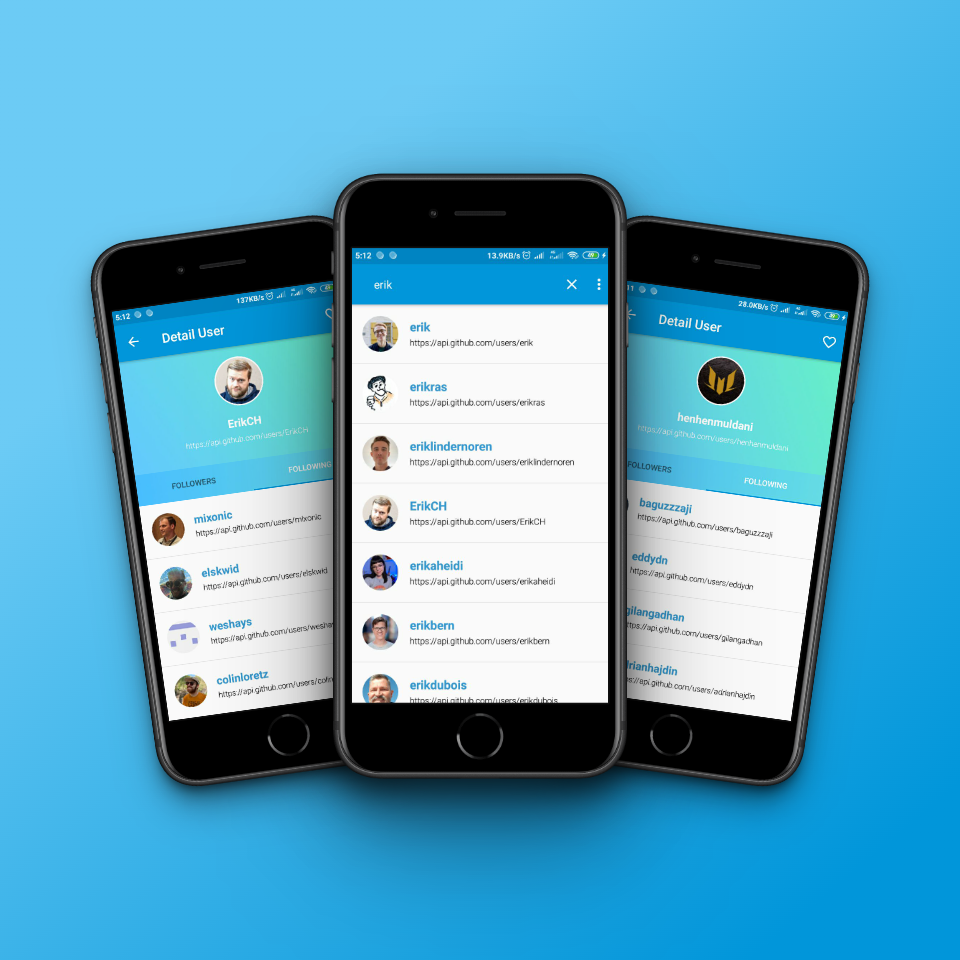 5:12
137KB/s
Detail User
ErikCH
https://api.github.com/users/ErikCH
FOLLOWERS
FOLLOWING
mixonic
https://api.github.com/users/mixonic
elskwid
https://api.github.com/users/elskwid
weshays
https://api.github.com/users/weshay
colinloretz
https://api.github.com/users/colin
5:12
13.9KB/s
49
erik
erik
https://api.github.com/users/erik
erikras
https://api.github.com/users/erikras
eriklindernoren
https://api.github.com/users/eriklindernoren
ErikCH
https://api.github.com/users/ErikCH
erikaheidi
https://api.github.com/users/erikaheidi
erikbern
https://api.github.com/users/erikbern
erikdubois
https://api.github.com/users/erikdubois
28.0KB/s
Detail User
henhenmuldani
https://api.github.com/users/henhenmuldani
FOLLOWERS
FOLLOWING
baguzzzaji
https://api.github.com/users/baguzzzaji
eddydn
https://api.github.com/users/eddydn
gilangadhan
https://api.github.com/users/gilangadhan
drianhajdin
ps://api.github.com/users/adrianhajdin